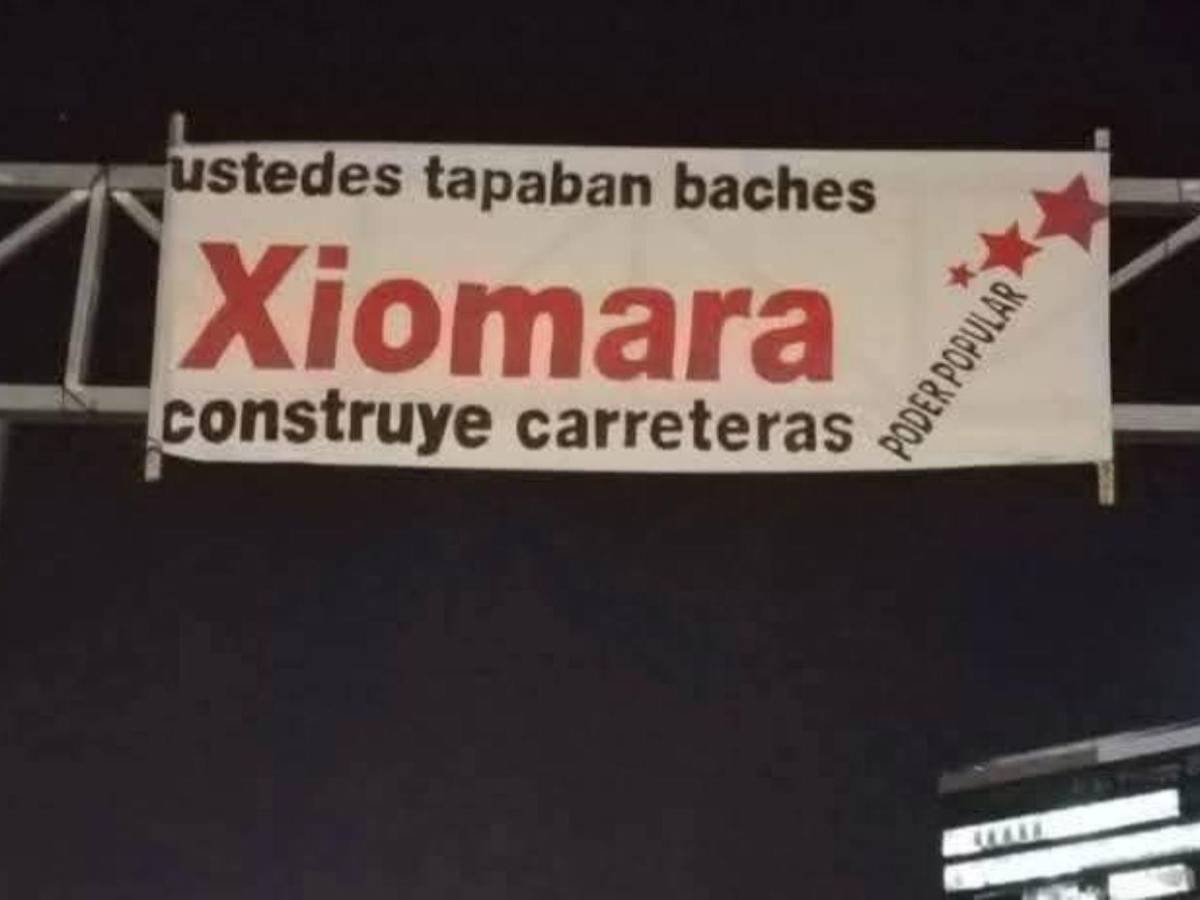 ustedes tapaban baches
Xiomara
construye carreteras
PODER POPULAR